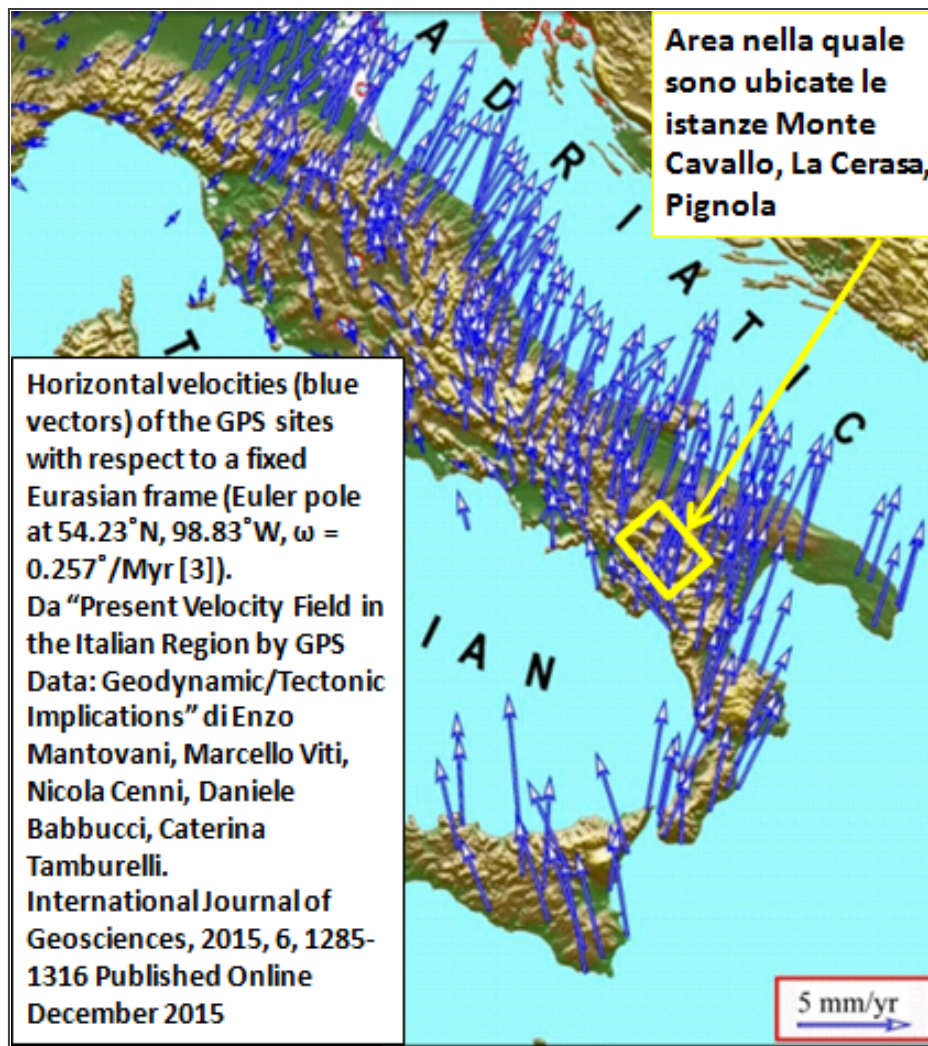 Area nella quale
sono ubicate le
istanze Monte
Cavallo, La Cerasa,
Pignola
A D R I A T I C
T
I A N
Horizontal velocities (blue
vectors) of the GPS sites
with respect to a fixed
Eurasian frame (Euler pole
at 54.23°N, 98.83°W, ω =
0.257°/Myr [3]).
Da “Present Velocity Field in
the Italian Region by GPS
Data: Geodynamic/Tectonic
Implications” di Enzo
Mantovani, Marcello Viti,
Nicola Cenni, Daniele
Babbucci, Caterina
Tamburelli.
International Journal of
Geosciences, 2015, 6, 1285-
1316 Published Online
December 2015
5 mm/yr